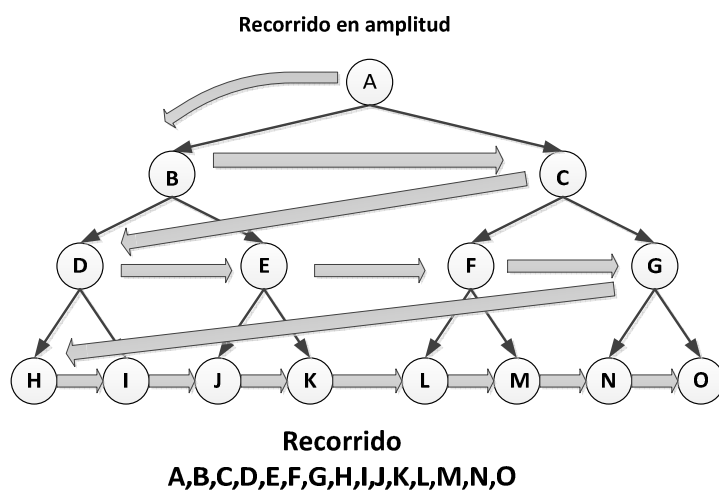 Recorrido en amplitud
A
B
C
D
E
F
G
H
I
J
K
L
M
N
O
Recorrido
A,B,C,D,E,F,G,H,I,J,K,L,M,N,O